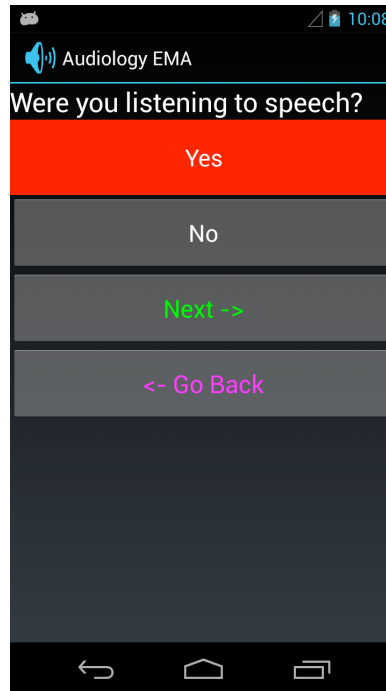 10:08
Audiology EMA
Were you listening to speech?
Yes
No
Next ->
<- Go Back